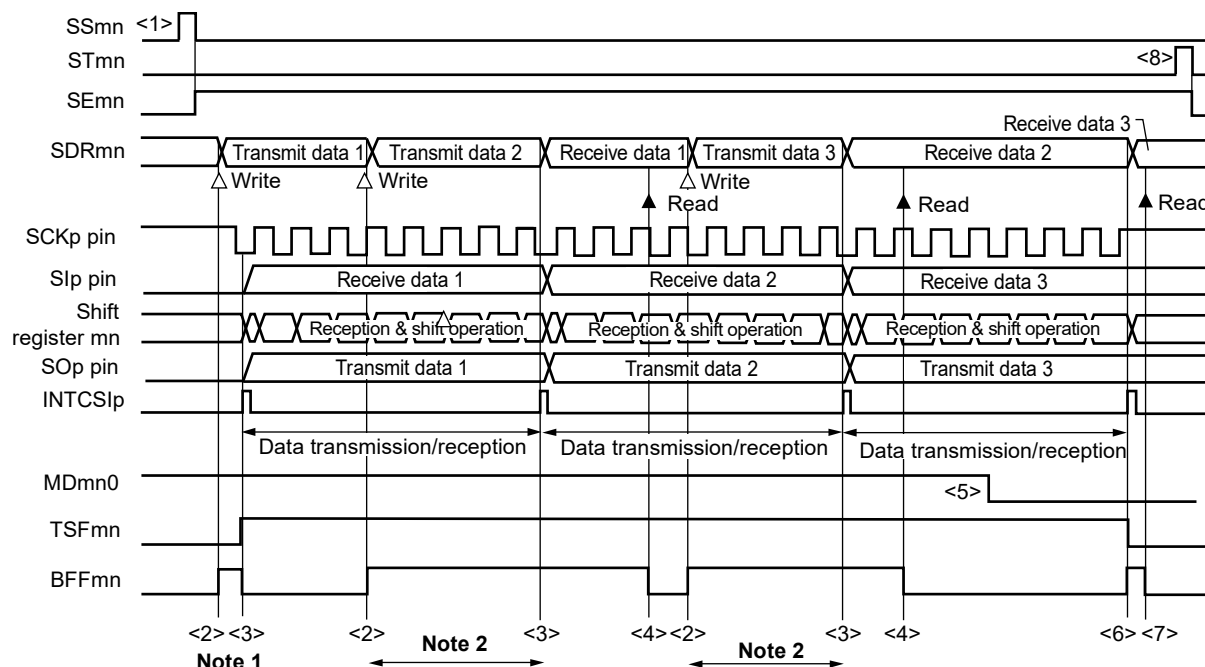 SSmn <1>
STmn <8>
SEmn
Receive data 3
SDRmn Transmit data 1 Transmit data 2 Receive data 1 Transmit data 3 Receive data 2
Write Write Write
Read Read Read
SCKp pin
SIp pin Receive data 1 Receive data 2 Receive data 3
Shift
register mn Reception & shift operation Reception & shift operation Reception & shift operation
SOp pin Transmit data 1 Transmit data 2 Transmit data 3
INTCSIp
Data transmission/reception Data transmission/reception Data transmission/reception
MDmn0 <5>
TSFmn
BFFmn
<2> <3> <2> <3> <4> <2> <3> <4> <6> <7>
Note 1 Note 2 Note 2